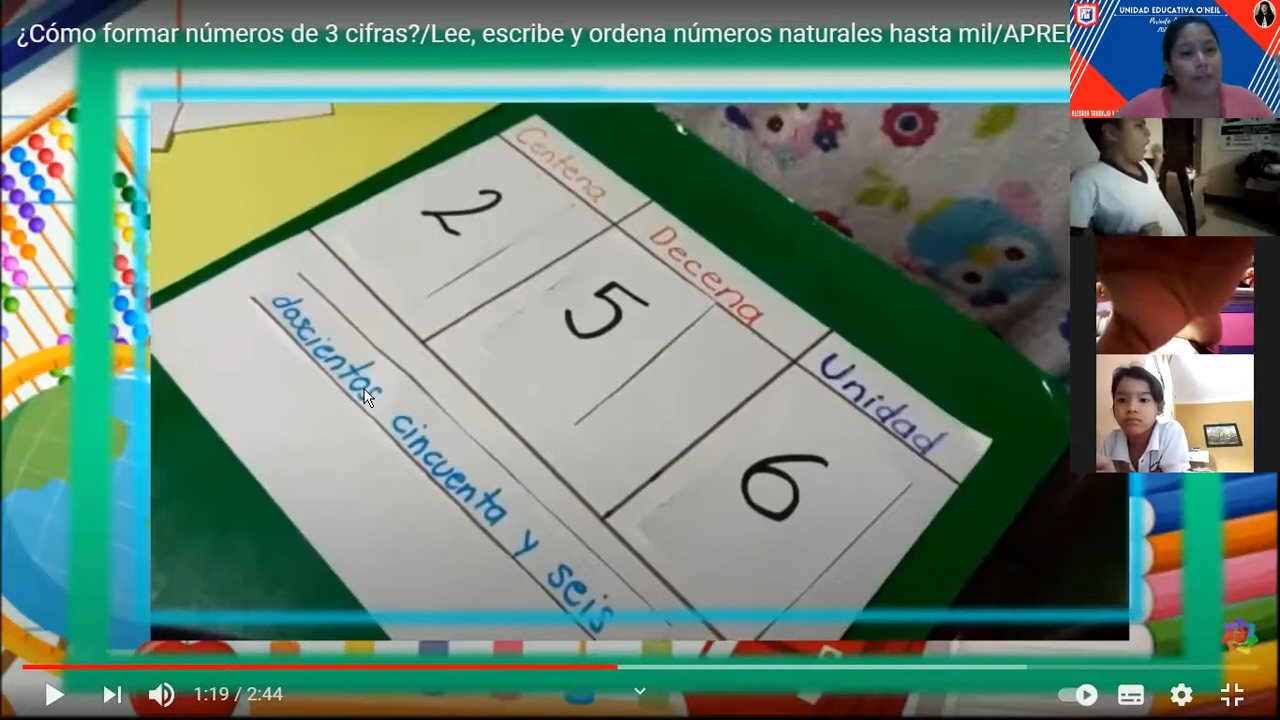 ¿Cómo formar números de 3 cifras?/Lee, escribe y ordena números naturales hasta mil/APRE
UNIDAD EDUCATIVA O'NEIL
Centena
Decena
Unidad
2
5
6
doscientos cincuenta y seis
1:19 / 2:44